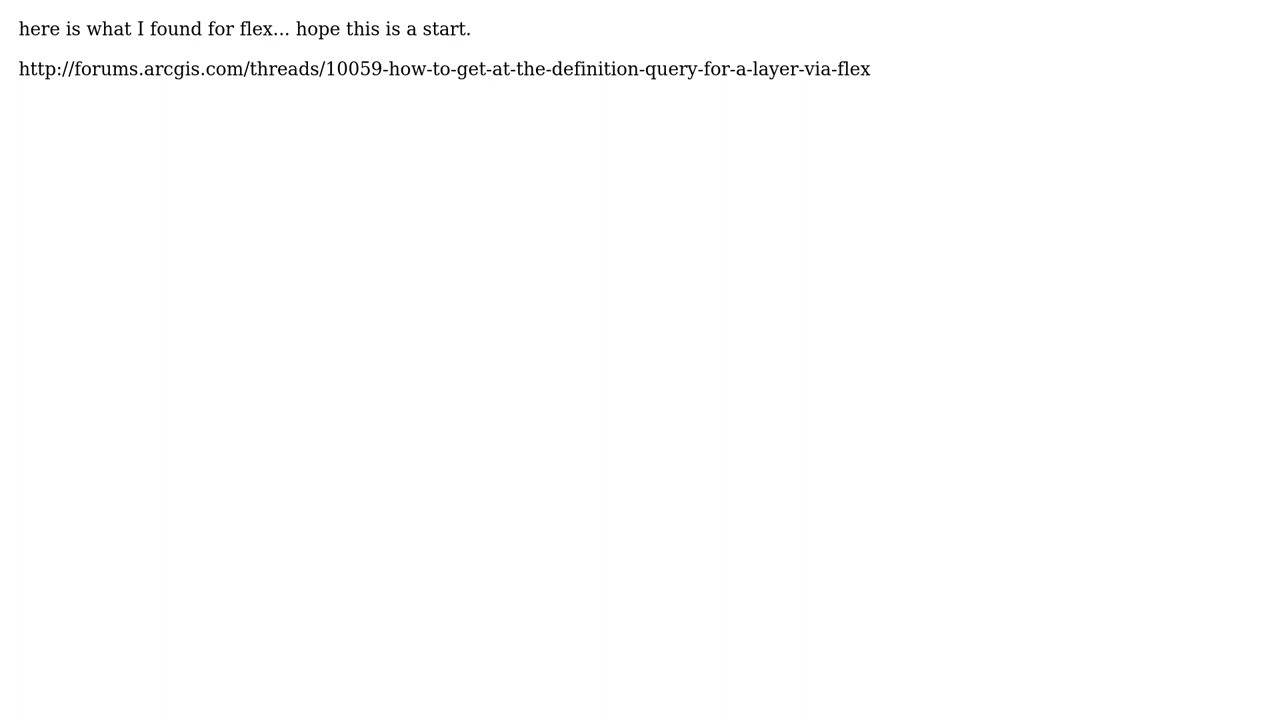 here is what I found for flex... hope this is a start.
http://forums.arcgis.com/threads/10059-how-to-get-at-the-definition-query-for-a-layer-via-flex